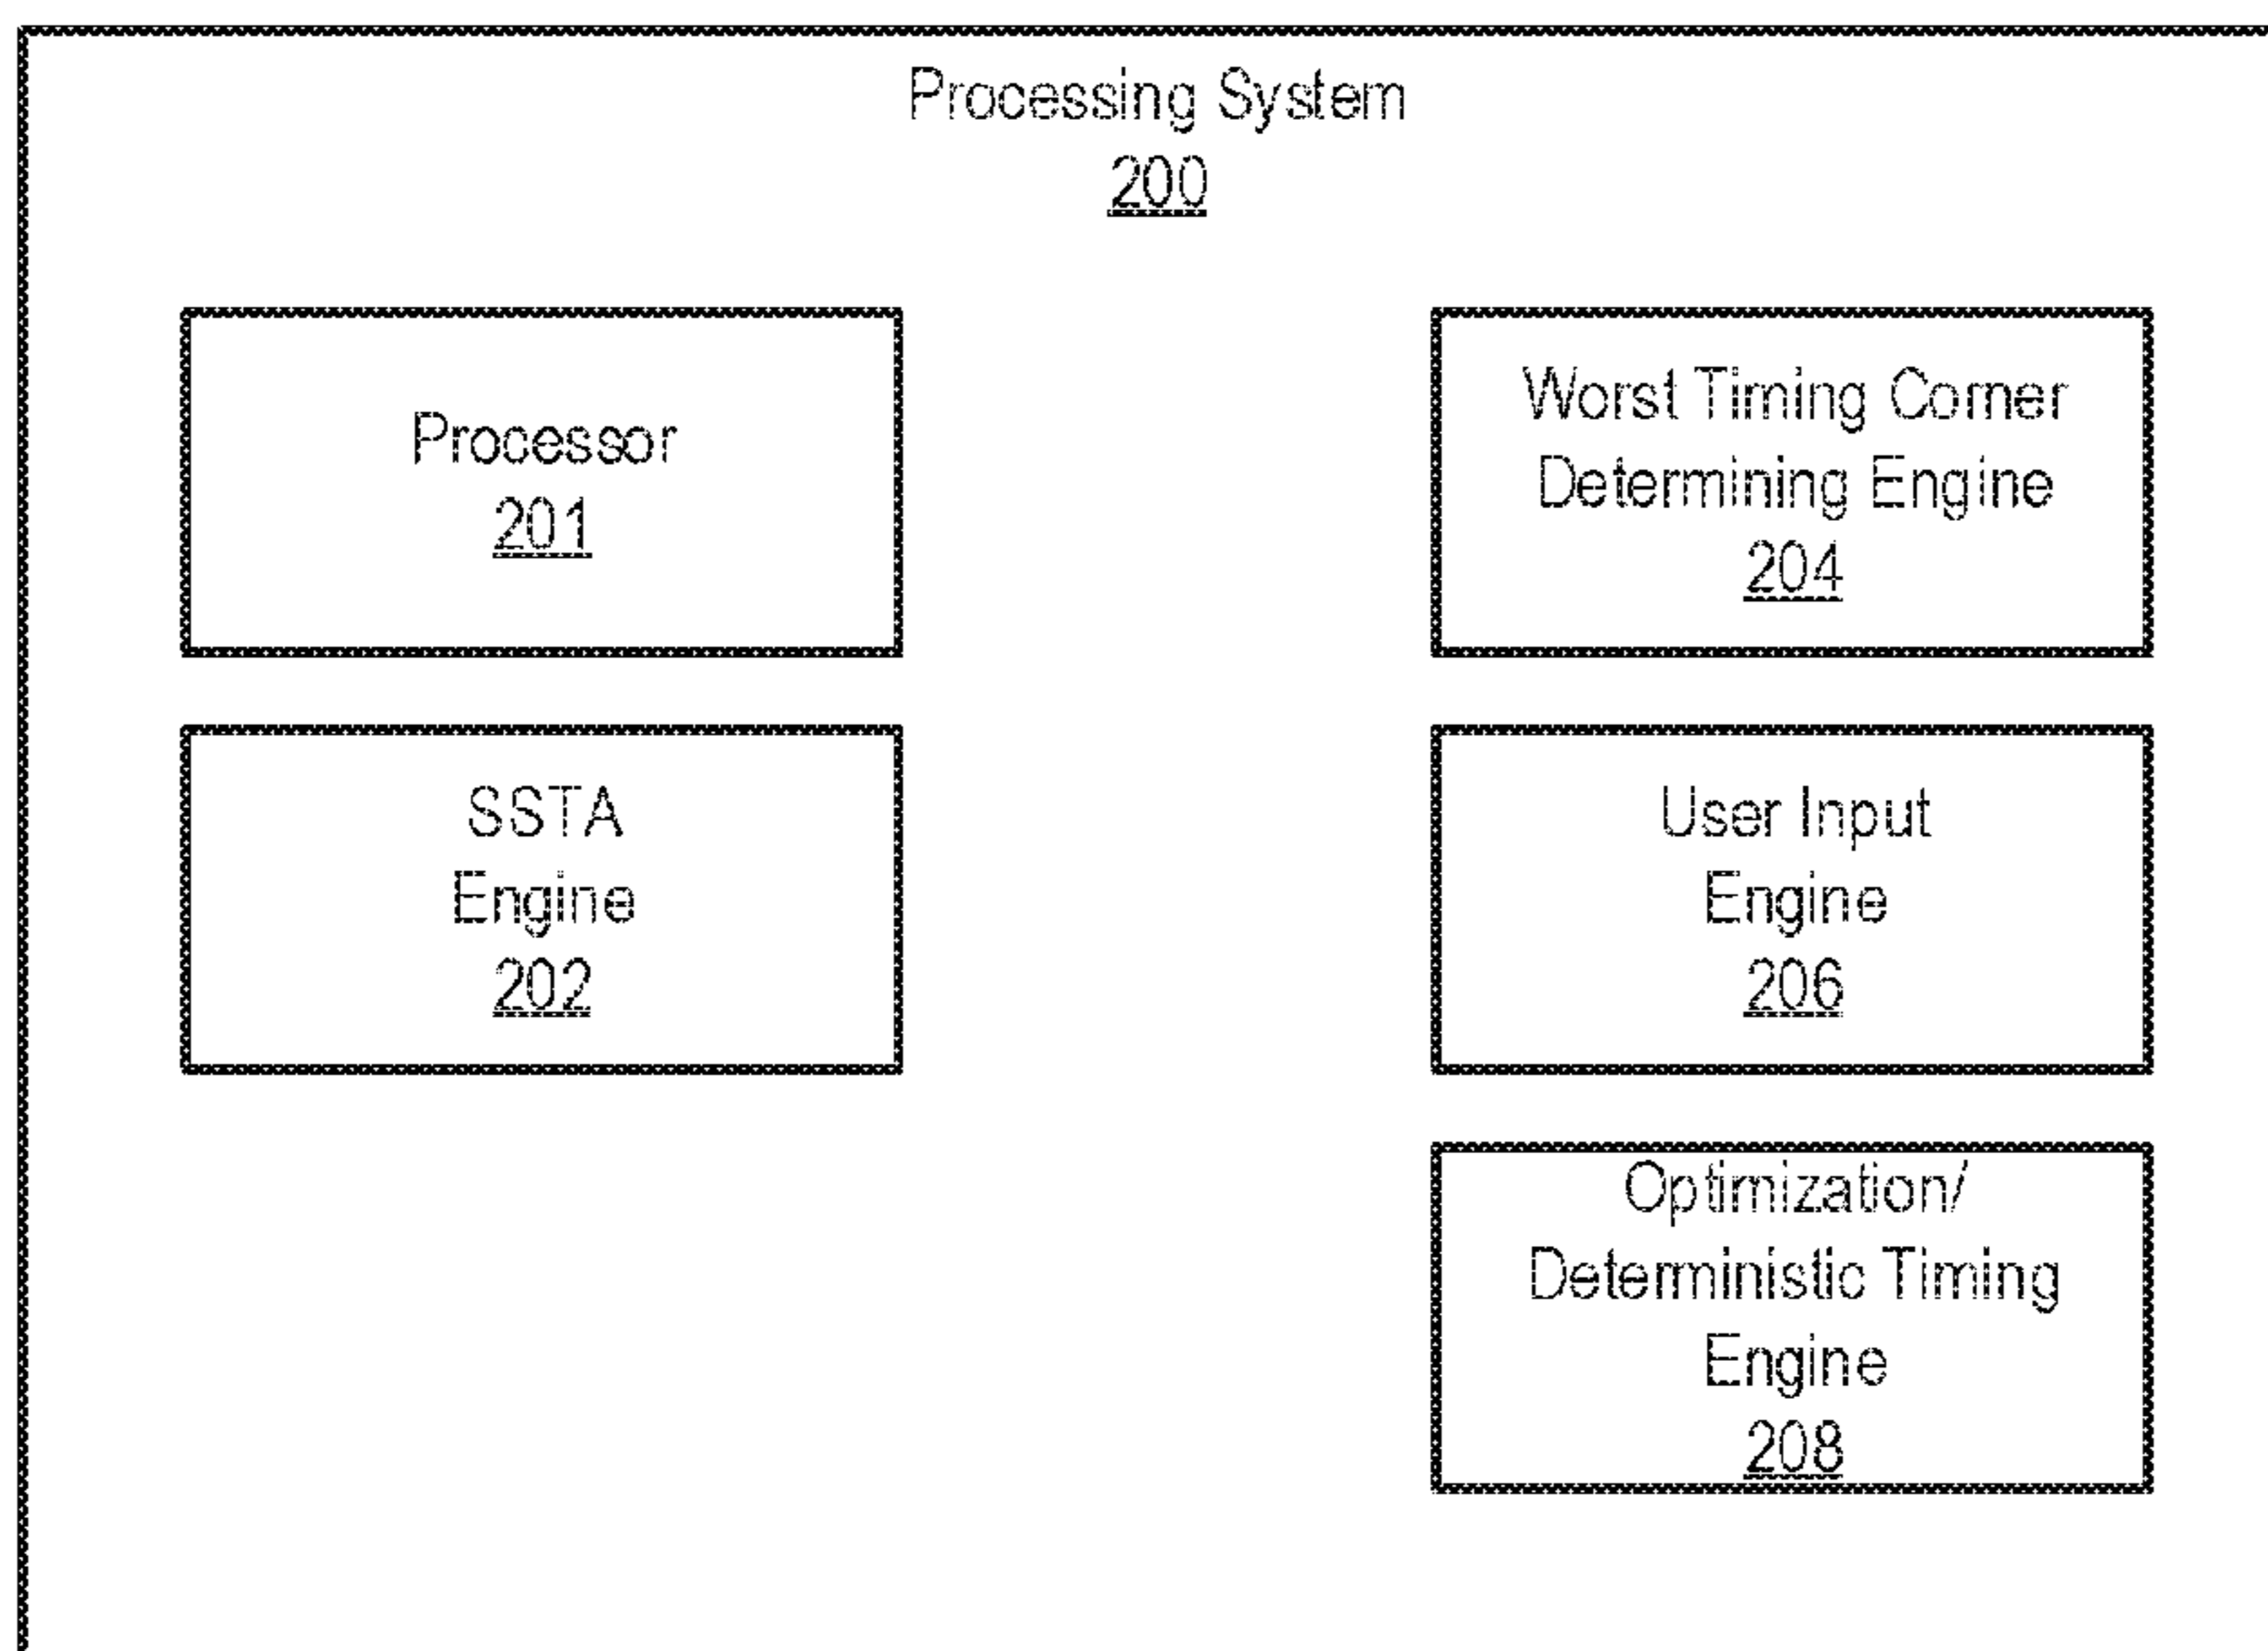 Processing System
200
Processor
201
Worst Timing Corner
Determining Engine
204
SSTA
Engine
202
User Input
Engine
206
Optimization/
Deterministic Timing
Engine
208